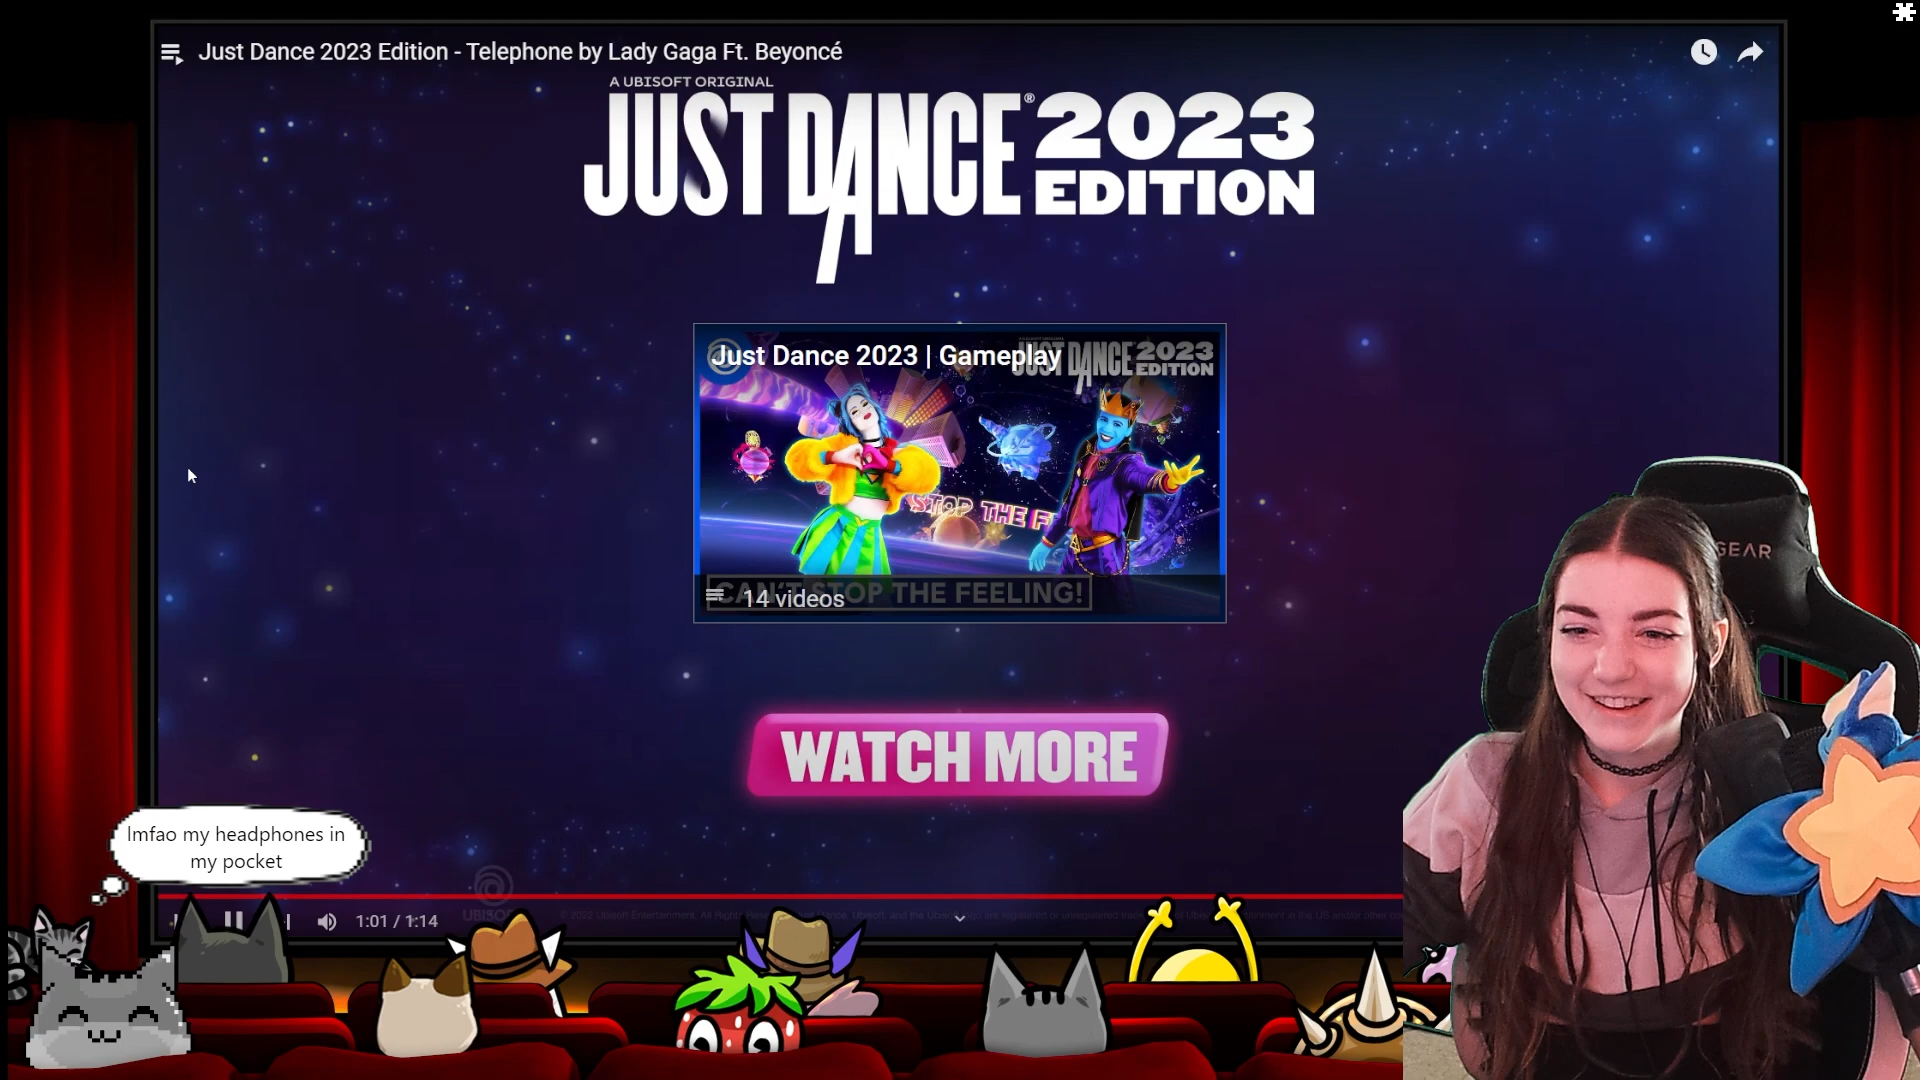 Just Dance 2023 Edition - Telephone by Lady Gaga Ft. Beyoncé
A UBISOFT ORIGINAL
JUST DANCE® 2023
EDITION
Just Dance 2023 | Gameplay
JUST DANCE 2023
EDITION
STOP THE F
CAN'T STOP THE FEELING!
14 videos
GEAR
WATCH MORE
lmfao my headphones in
my pocket
1:01 / 1:14